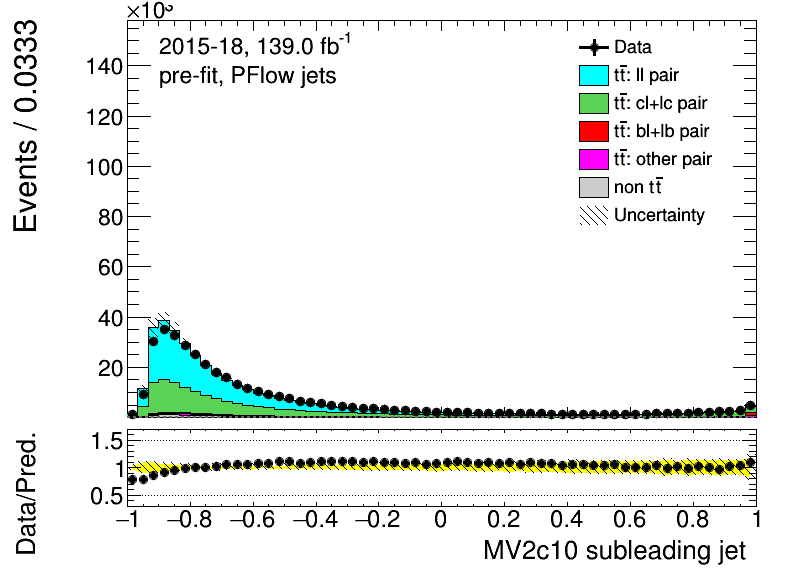 ×10³
2015-18, 139.0 fb⁻¹
pre-fit, PFlow jets
Data
tt̄: ll pair
tt̄: cl+lc pair
tt̄: bl+lb pair
tt̄: other pair
non tt̄
Uncertainty
Events / 0.0333
140
120
100
80
60
40
20
Data/Pred.
1.5
1
0.5
−1 −0.8 −0.6 −0.4 −0.2 0 0.2 0.4 0.6 0.8 1
MV2c10 subleading jet